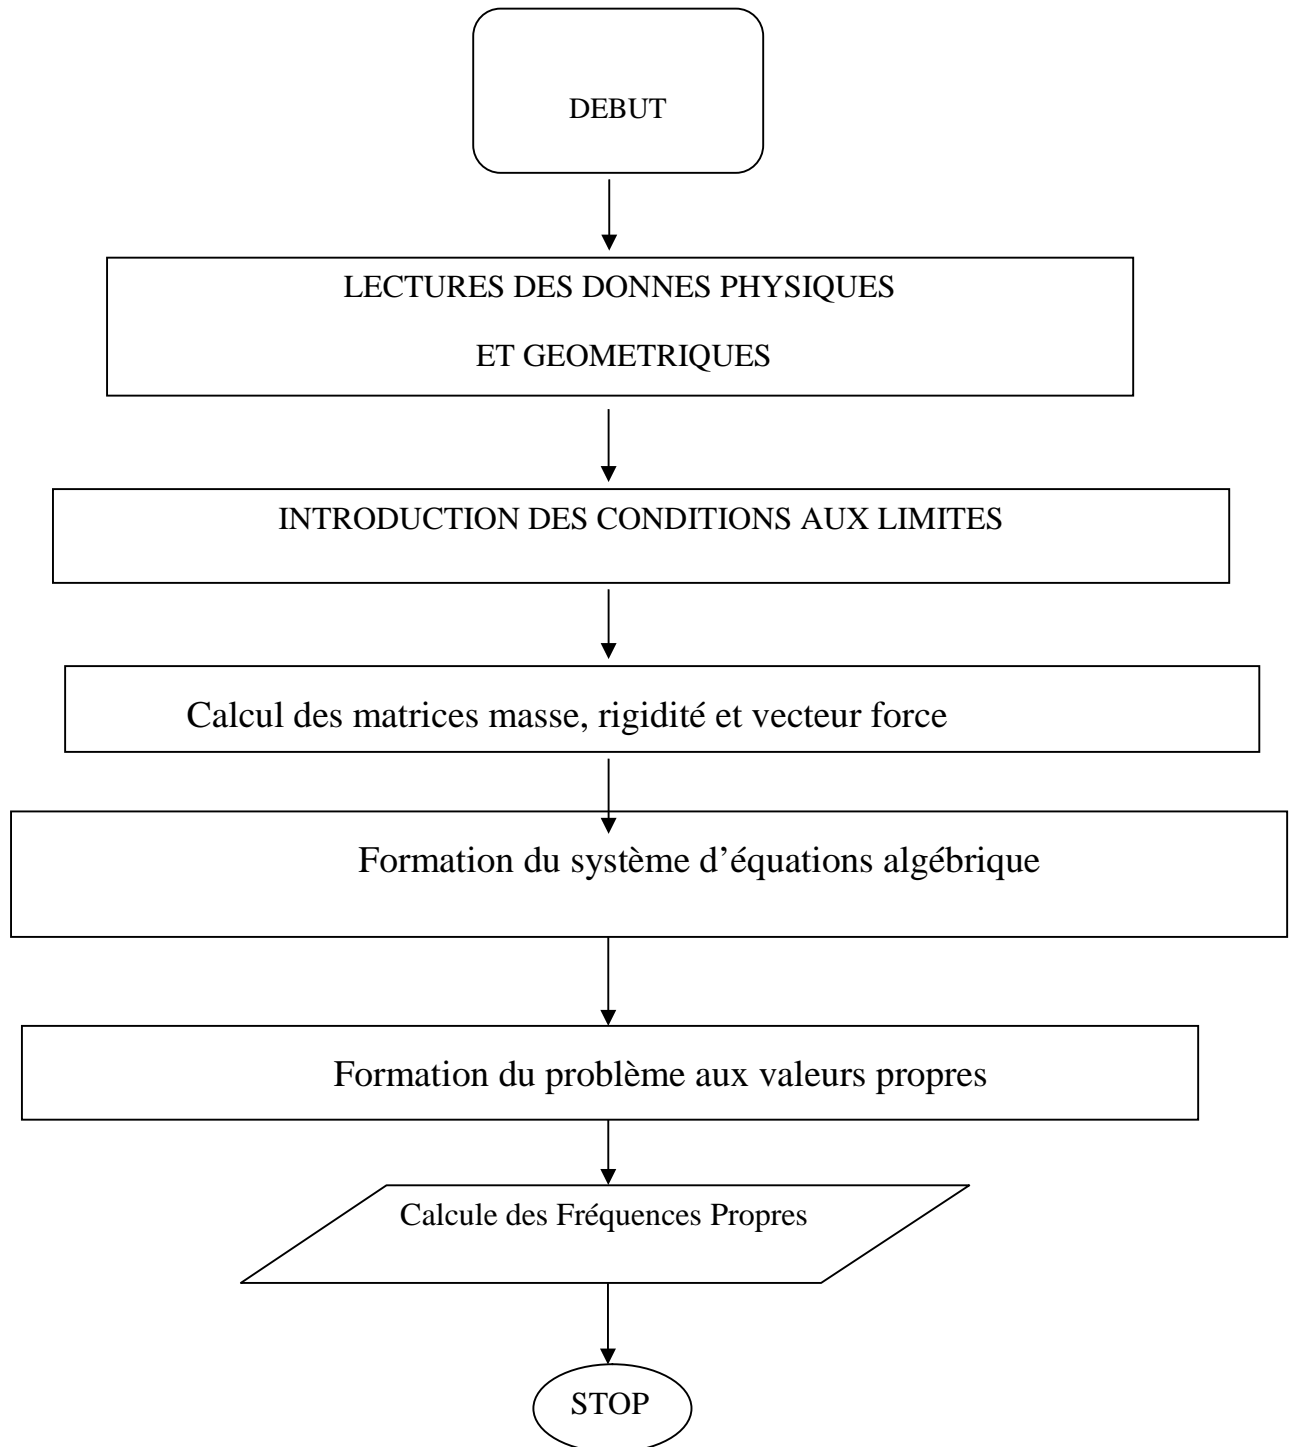 DEBUT
LECTURES DES DONNES PHYSIQUES
ET GEOMETRIQUES
INTRODUCTION DES CONDITIONS AUX LIMITES
Calcul des matrices masse, rigidité et vecteur force
Formation du système d’équations algébrique
Formation du problème aux valeurs propres
Calcule des Fréquences Propres
STOP